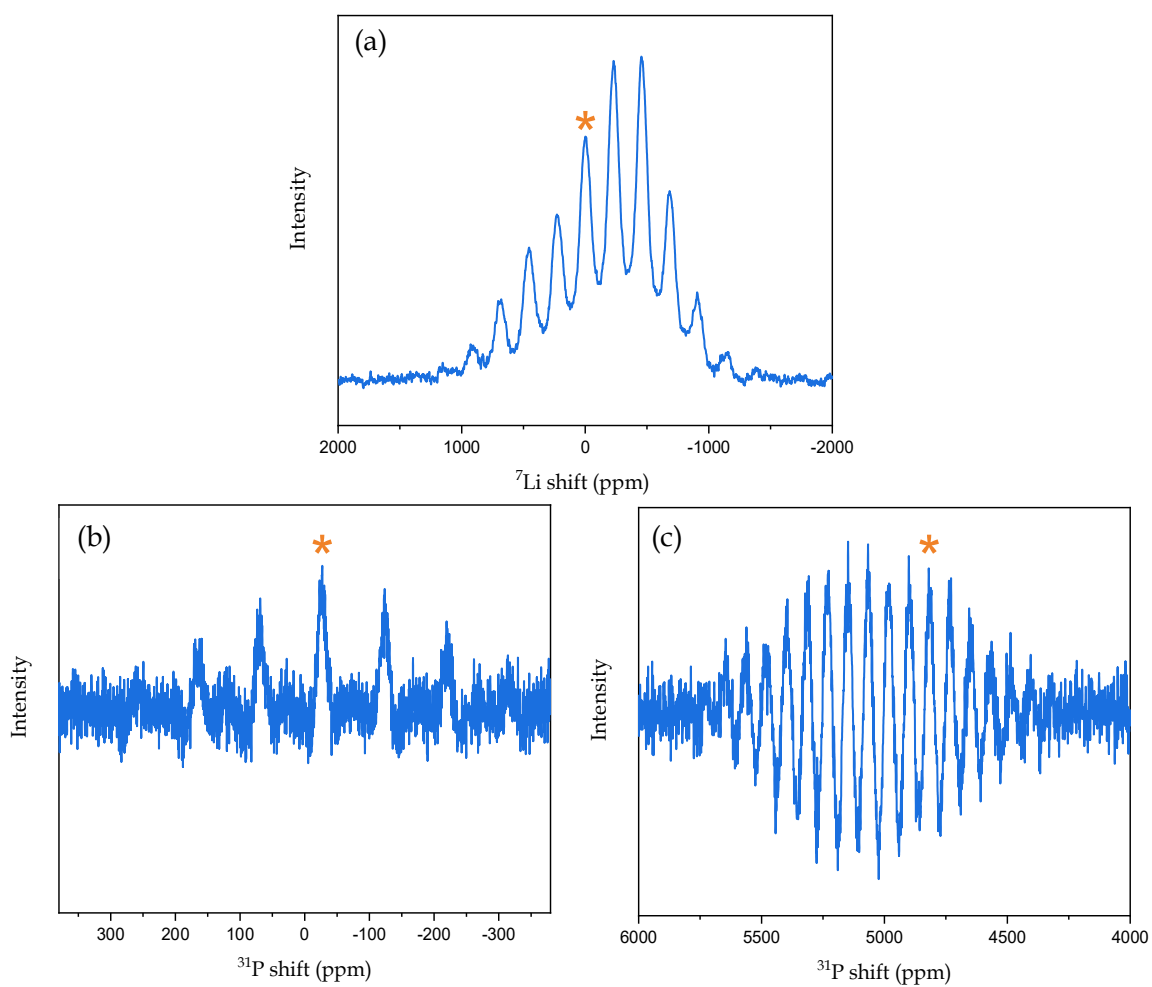 (a)
*
Intensity
2000 1000 0 -1000 -2000
⁷Li shift (ppm)
(b)
*
Intensity
300 200 100 0 -100 -200 -300
³¹P shift (ppm)
(c)
*
Intensity
6000 5500 5000 4500 4000
³¹P shift (ppm)